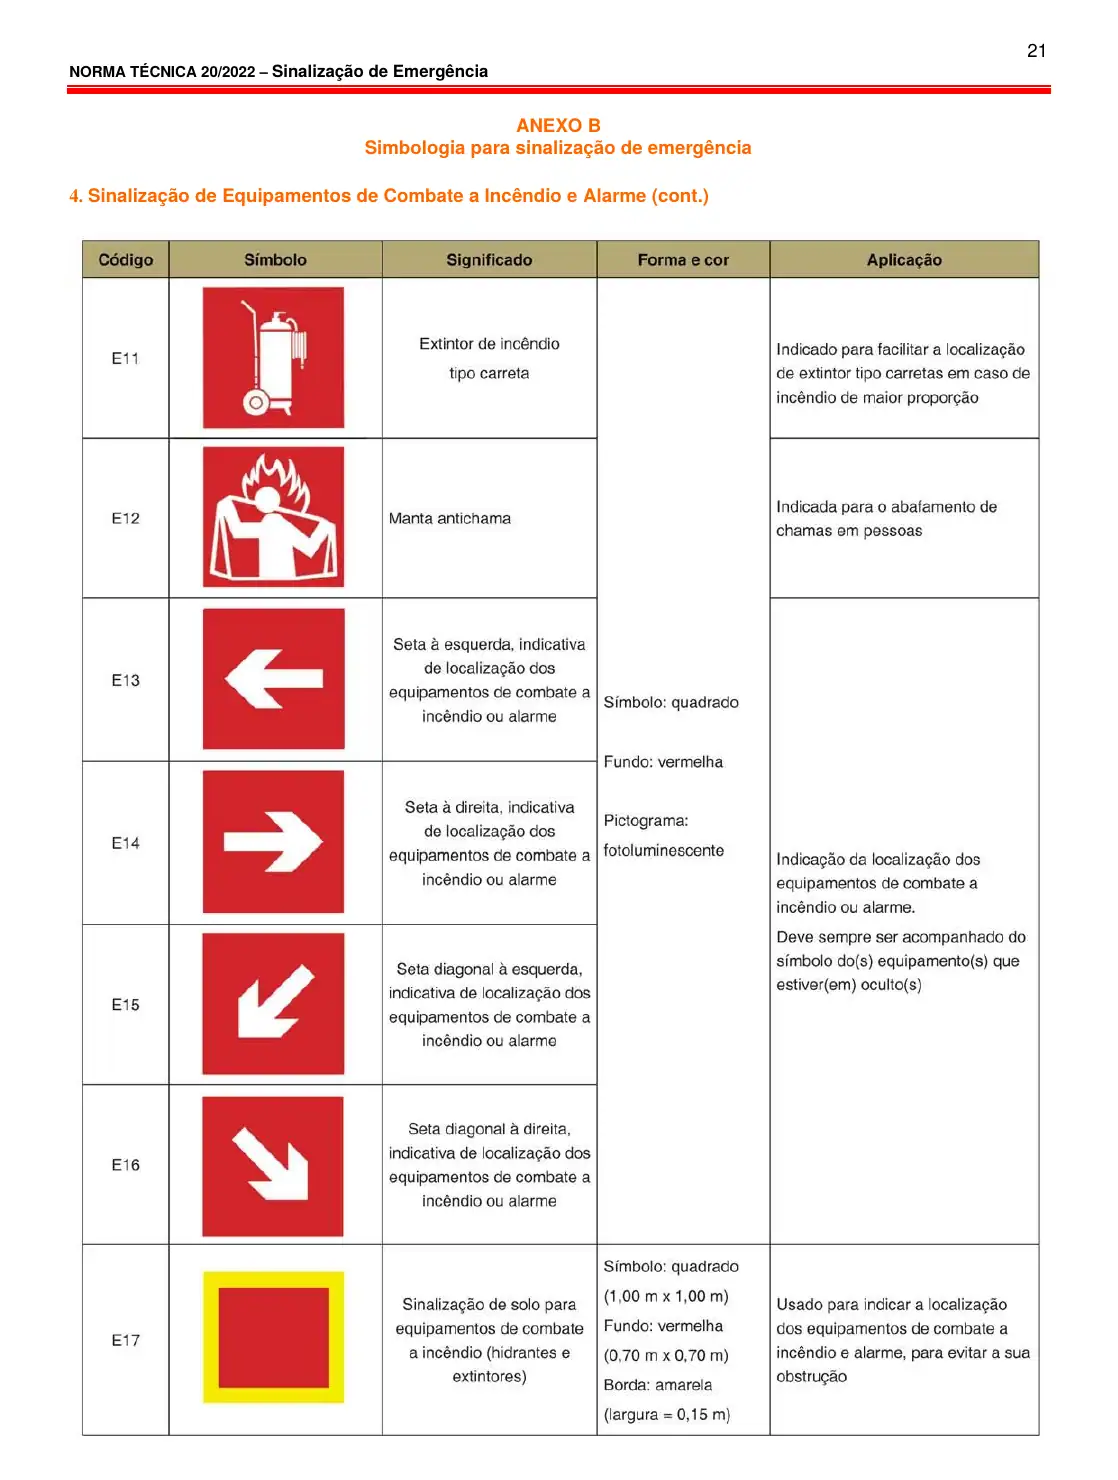 21
NORMA TÉCNICA 20/2022 – Sinalização de Emergência
ANEXO B
Simbologia para sinalização de emergência
4. Sinalização de Equipamentos de Combate a Incêndio e Alarme (cont.)
Código Símbolo Significado Forma e cor Aplicação
E11
Extintor de incêndio
tipo carreta
Indicado para facilitar a localização
de extintor tipo carretas em caso de
incêndio de maior proporção
E12
Manta antichama
Indicada para o abafamento de
chamas em pessoas
E13
Seta à esquerda, indicativa
de localização dos
equipamentos de combate a
incêndio ou alarme
Símbolo: quadrado
Fundo: vermelha
Pictograma:
fotoluminescente
E14
Seta à direita, indicativa
de localização dos
equipamentos de combate a
incêndio ou alarme
Indicação da localização dos
equipamentos de combate a
incêndio ou alarme.
Deve sempre ser acompanhado do
símbolo do(s) equipamento(s) que
estiver(em) oculto(s)
E15
Seta diagonal à esquerda,
indicativa de localização dos
equipamentos de combate a
incêndio ou alarme
E16
Seta diagonal à direita,
indicativa de localização dos
equipamentos de combate a
incêndio ou alarme
E17
Sinalização de solo para
equipamentos de combate
a incêndio (hidrantes e
extintores)
Símbolo: quadrado
(1,00 m x 1,00 m)
Fundo: vermelha
(0,70 m x 0,70 m)
Borda: amarela
(largura = 0,15 m)
Usado para indicar a localização
dos equipamentos de combate a
incêndio e alarme, para evitar a sua
obstrução